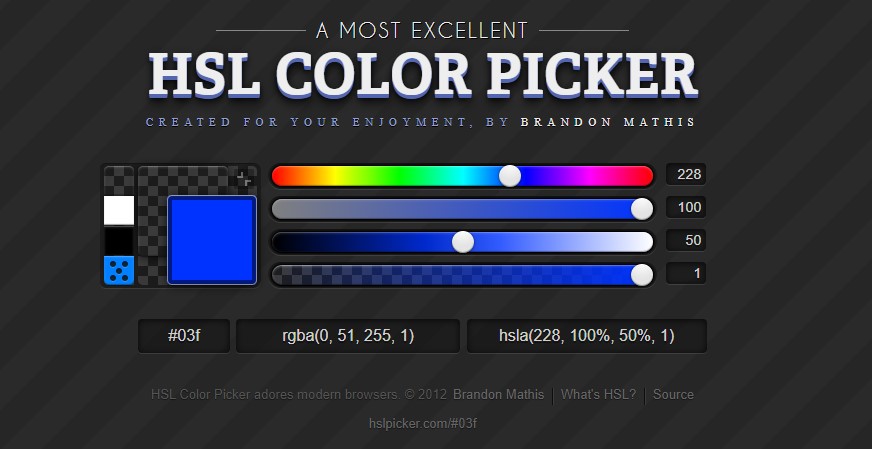 A MOST EXCELLENT
HSL COLOR PICKER
CREATED FOR YOUR ENJOYMENT, BY BRANDON MATHIS
228
100
50
1
#03f
rgba(0, 51, 255, 1)
hsla(228, 100%, 50%, 1)
HSL Color Picker adores modern browsers. © 2012 Brandon Mathis | What's HSL? | Source
hslpicker.com/#03f